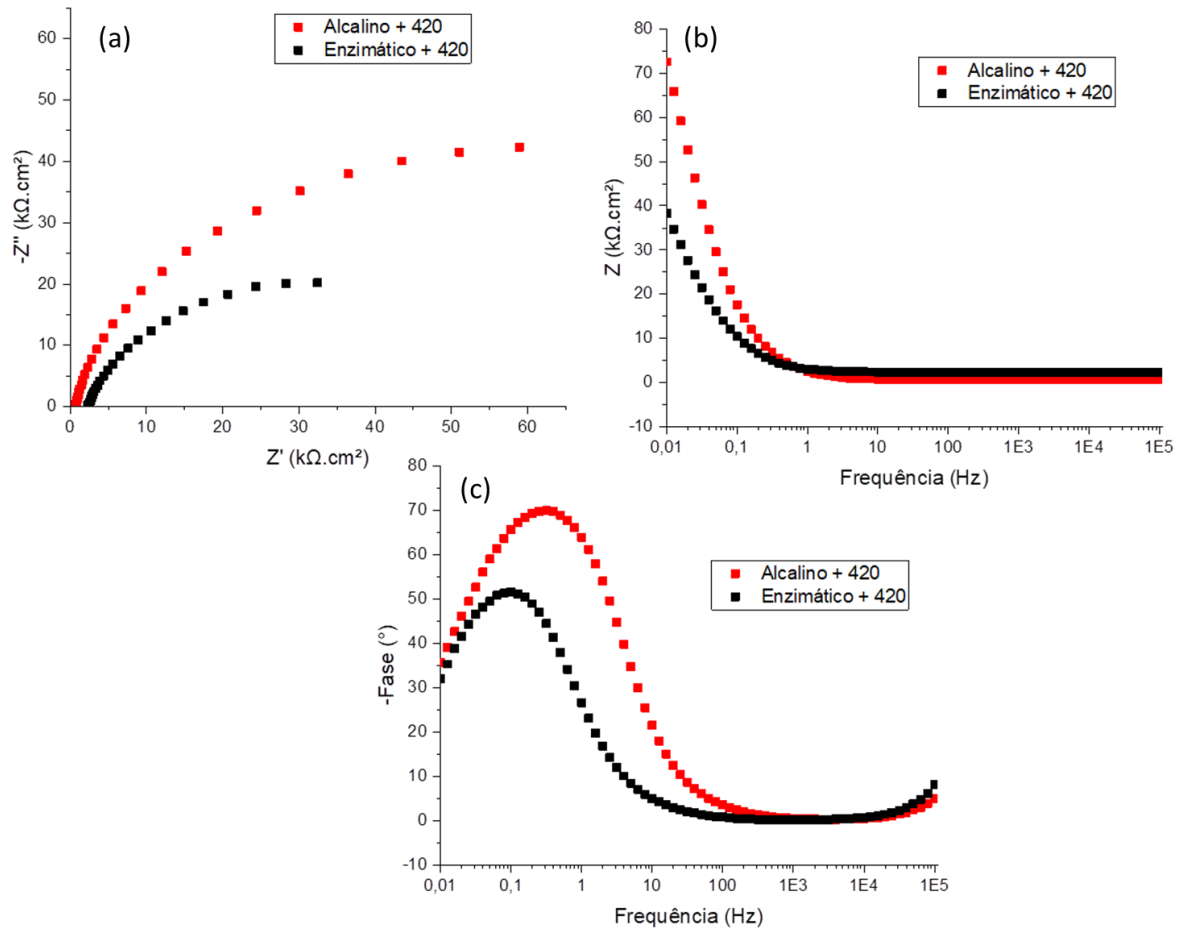 (a)
Alcalino + 420
Enzimático + 420
-Z" (kΩ.cm²)
60
50
40
30
20
10
0
0 10 20 30 40 50 60
Z' (kΩ.cm²)
(b)
Alcalino + 420
Enzimático + 420
Z (kΩ.cm²)
80
70
60
50
40
30
20
10
0
-10
0,01 0,1 1 10 100 1E3 1E4 1E5
Frequência (Hz)
(c)
Alcalino + 420
Enzimático + 420
-Fase (°)
80
70
60
50
40
30
20
10
0
-10
0,01 0,1 1 10 100 1E3 1E4 1E5
Frequência (Hz)